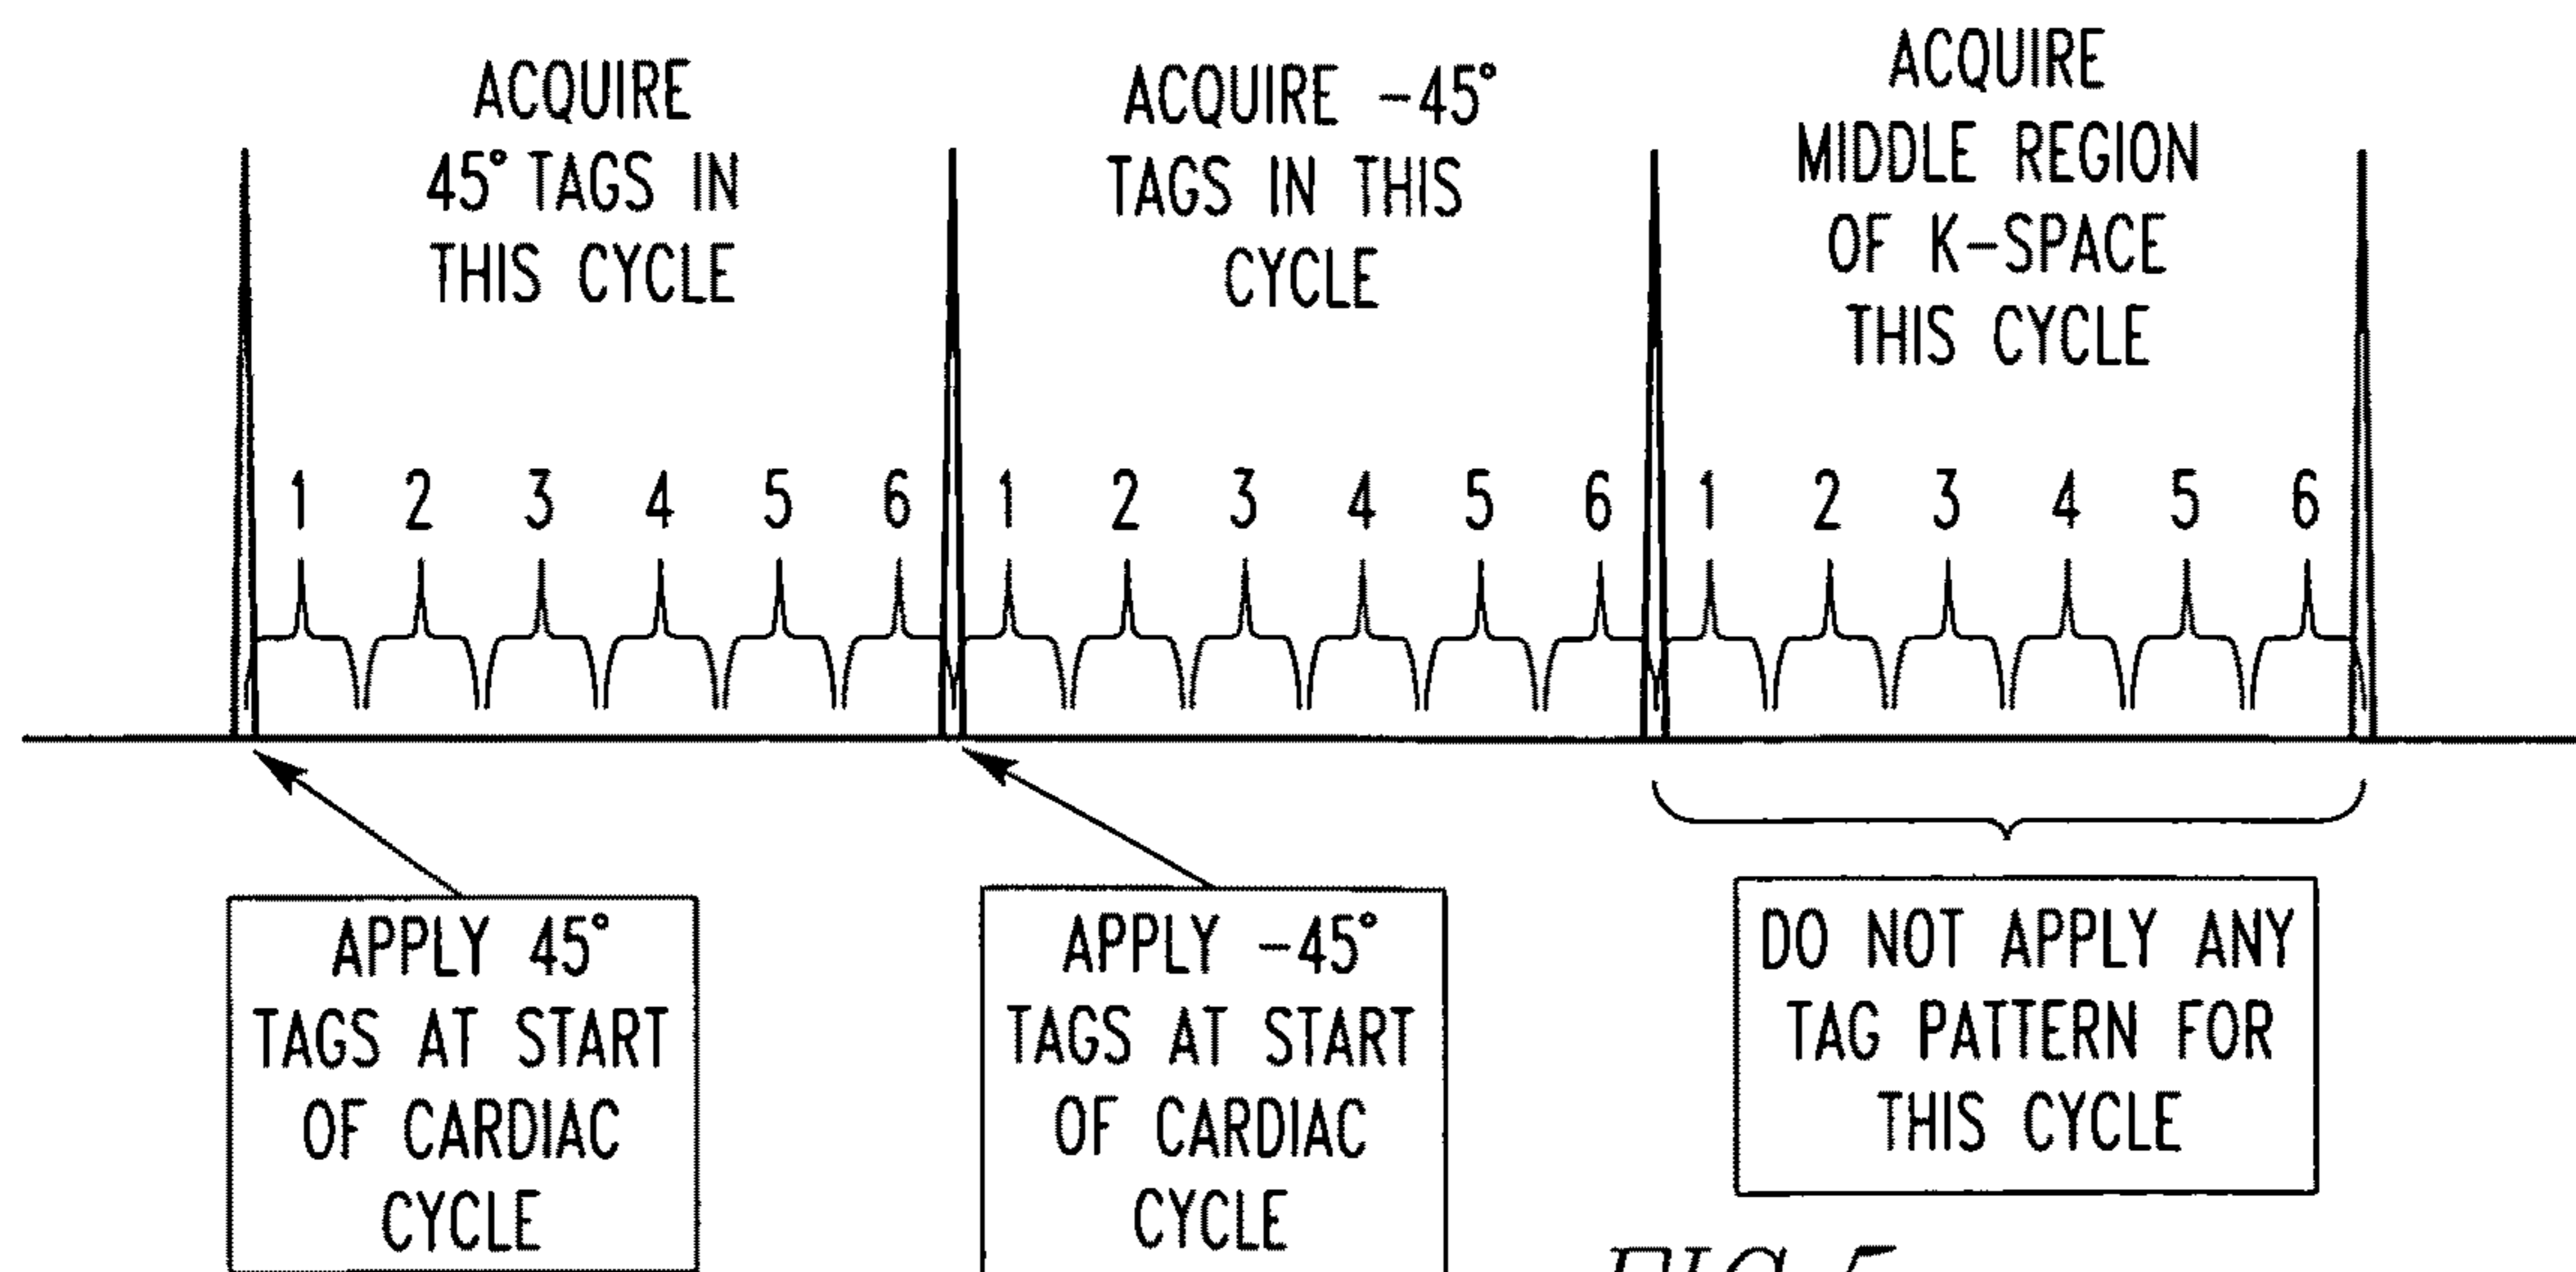 ACQUIRE
45° TAGS IN
THIS CYCLE
ACQUIRE -45°
TAGS IN THIS
CYCLE
ACQUIRE
MIDDLE REGION
OF K-SPACE
THIS CYCLE
1 2 3 4 5 6 1 2 3 4 5 6 1 2 3 4 5 6
APPLY 45°
TAGS AT START
OF CARDIAC
CYCLE
APPLY -45°
TAGS AT START
OF CARDIAC
CYCLE
DO NOT APPLY ANY
TAG PATTERN FOR
THIS CYCLE
FIG. 5